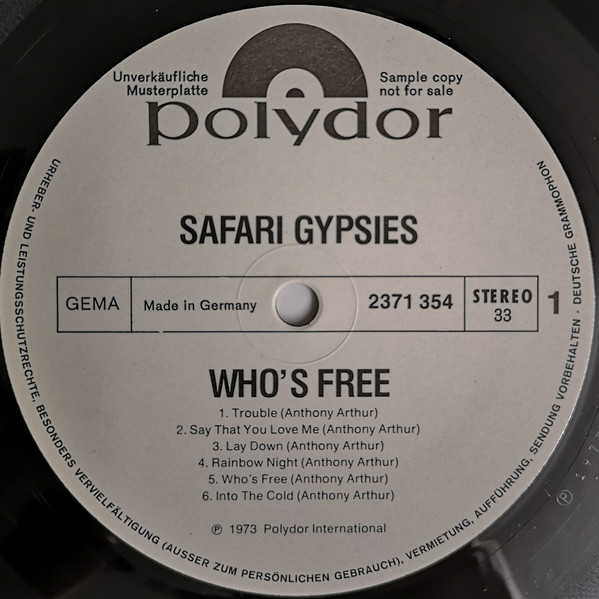 Unverkäufliche
Musterplatte
Sample copy
not for sale
polydor
SAFARI GYPSIES
GEMA
Made in Germany
2371 354
STEREO
33
1
WHO'S FREE
1. Trouble (Anthony Arthur)
2. Say That You Love Me (Anthony Arthur)
3. Lay Down (Anthony Arthur)
4. Rainbow Night (Anthony Arthur)
5. Who's Free (Anthony Arthur)
6. Into The Cold (Anthony Arthur)
℗ 1973 Polydor International
URHEBER- UND LEISTUNGSSCHUTZRECHTE, BESONDERS VERVIELFÄLTIGUNG (AUSSER ZUM PERSÖNLICHEN GEBRAUCH), VERMIETUNG, AUFFÜHRUNG, SENDUNG VORBEHALTEN · DEUTSCHE GRAMMOPHON